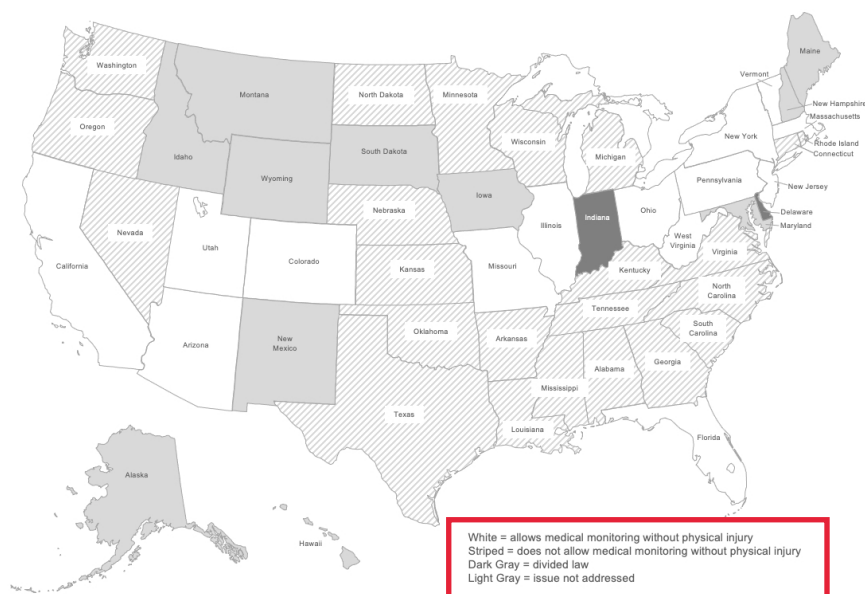 Washington
Montana
North Dakota
Minnesota
Maine
Vermont
New Hampshire
Massachusetts
Oregon
Idaho
Wyoming
South Dakota
Wisconsin
Michigan
New York
Rhode Island
Connecticut
Nevada
Nebraska
Iowa
Illinois
Indiana
Ohio
Pennsylvania
New Jersey
Delaware
Maryland
California
Utah
Colorado
Kansas
Missouri
Kentucky
West
Virginia
Virginia
Arizona
New
Mexico
Oklahoma
Arkansas
Tennessee
North
Carolina
South
Carolina
Texas
Louisiana
Mississippi
Alabama
Georgia
Florida
Alaska
Hawaii
White = allows medical monitoring without physical injury
Striped = does not allow medical monitoring without physical injury
Dark Gray = divided law
Light Gray = issue not addressed